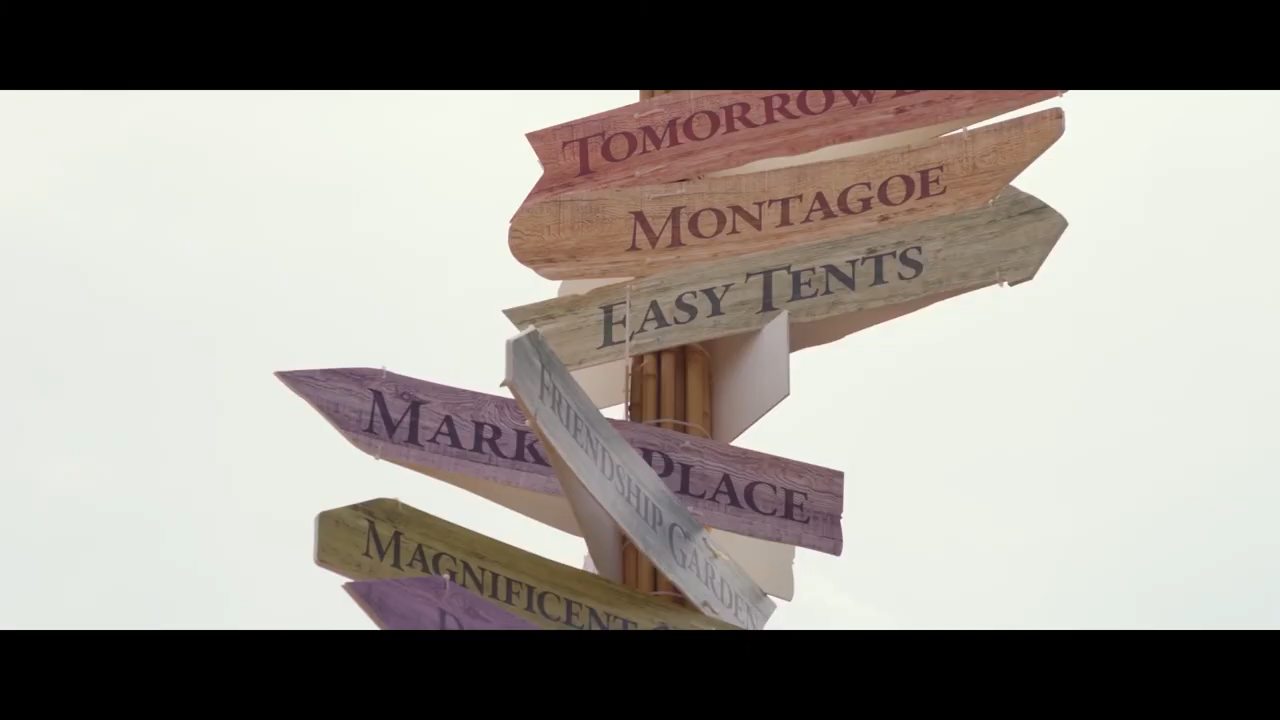 TOMORROW
MONTAGOE
EASY TENTS
FRIENDSHIP GARDEN
MARK PLACE
MAGNIFICENT